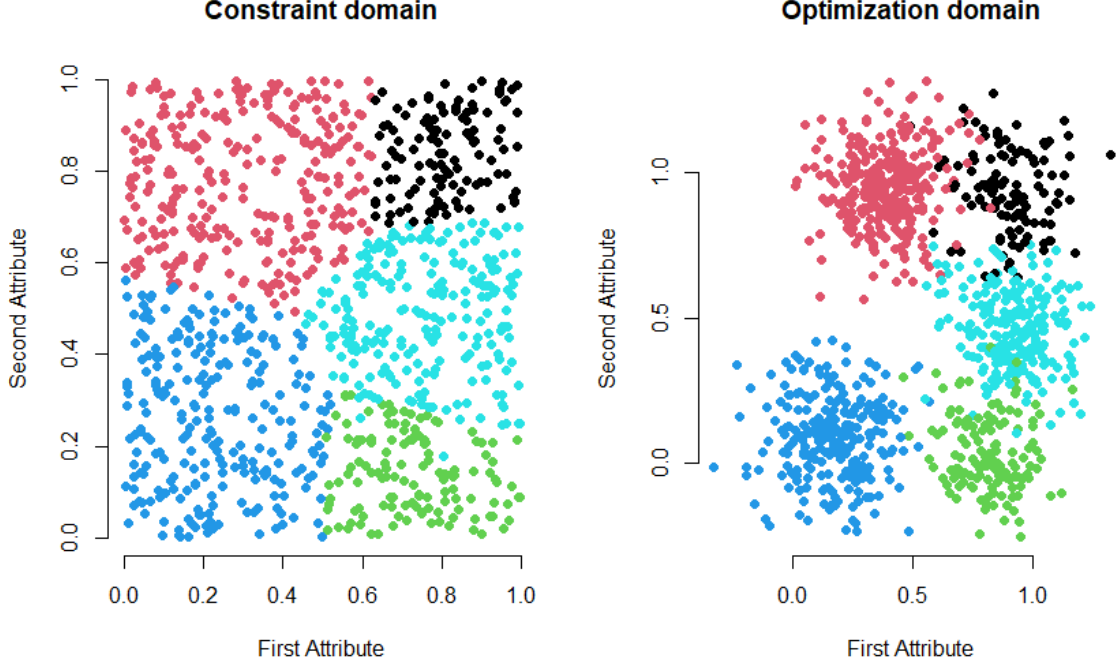 Constraint domain
Optimization domain
1.0
0.8
0.6
0.4
0.2
0.0
Second Attribute
0.0 0.2 0.4 0.6 0.8 1.0
First Attribute
1.0
0.5
0.0
Second Attribute
0.0 0.5 1.0
First Attribute